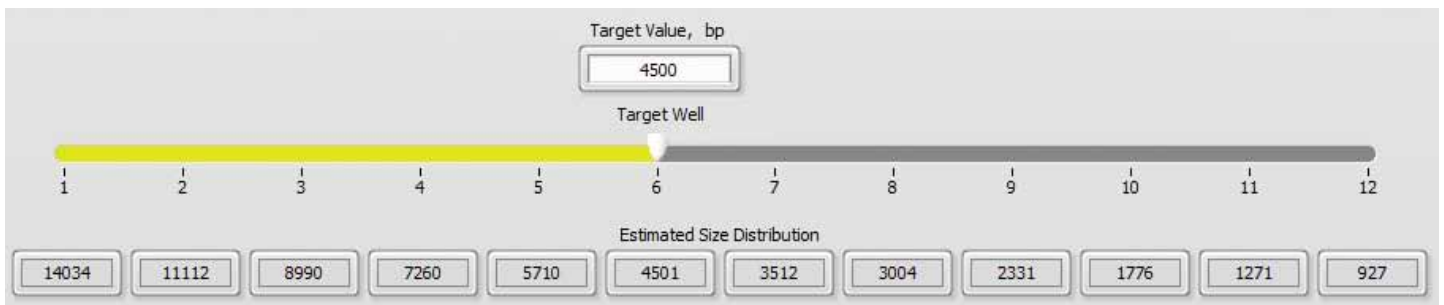 Target Value, bp
4500
Target Well
1 2 3 4 5 6 7 8 9 10 11 12
Estimated Size Distribution
14034 11112 8990 7260 5710 4501 3512 3004 2331 1776 1271 927